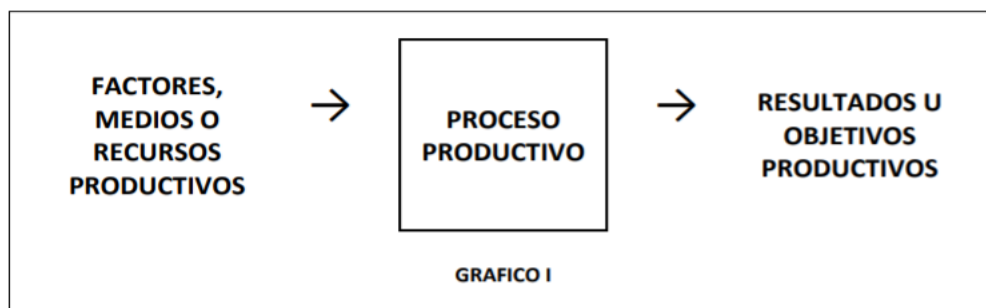 FACTORES,
MEDIOS O
RECURSOS
PRODUCTIVOS
PROCESO
PRODUCTIVO
RESULTADOS U
OBJETIVOS
PRODUCTIVOS
GRAFICO I